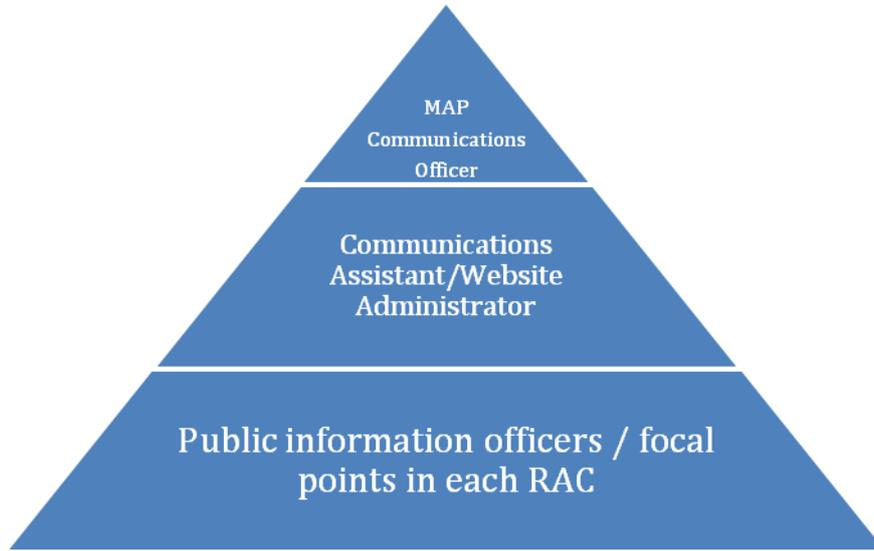 MAP
Communications
Officer
Communications
Assistant/Website
Administrator
Public information officers / focal
points in each RAC